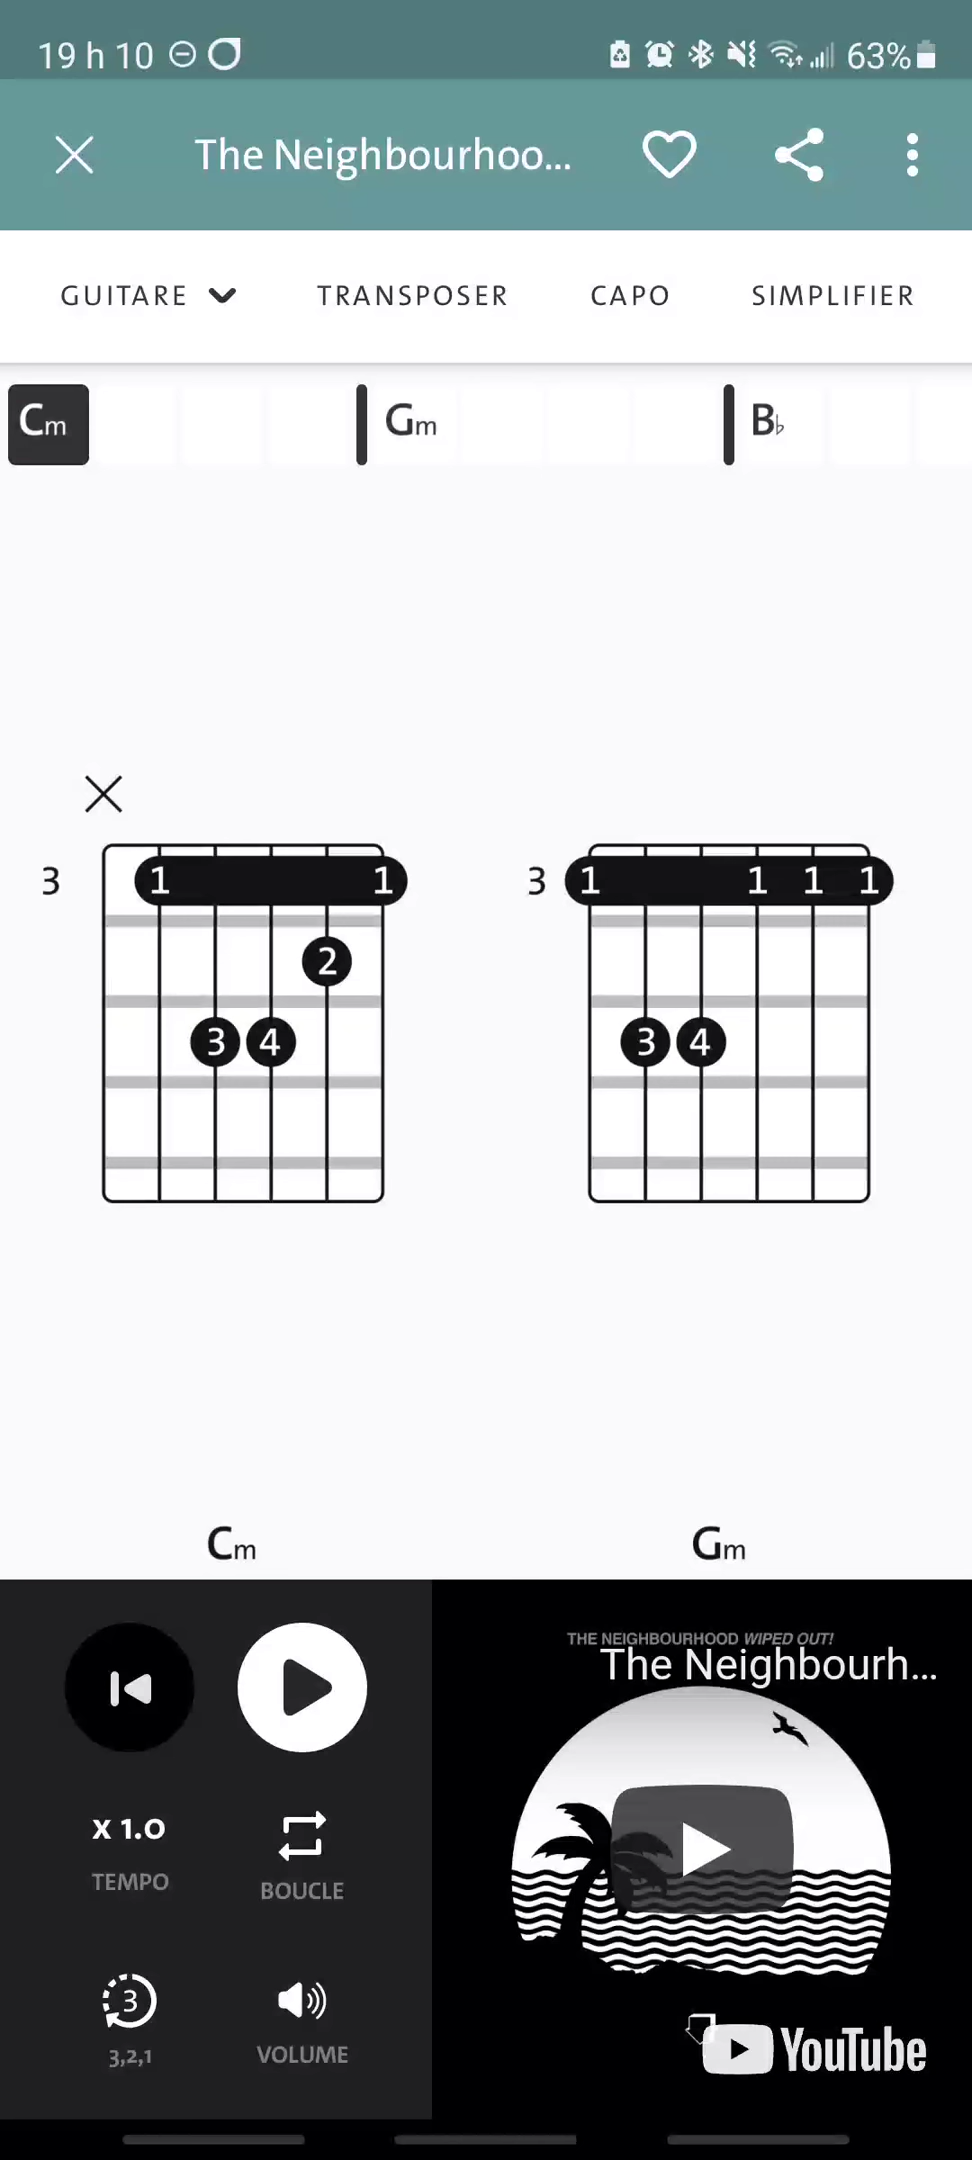 19 h 10 63%
The Neighbourhoo...
GUITARE TRANSPOSER CAPO SIMPLIFIER
Cm Gm B♭
3 1 1 3 1 1 1 1
2
3 4 3 4
Cm Gm
THE NEIGHBOURHOOD WIPED OUT!
The Neighbourh...
x 1.0
TEMPO BOUCLE
3
3,2,1 VOLUME
YouTube